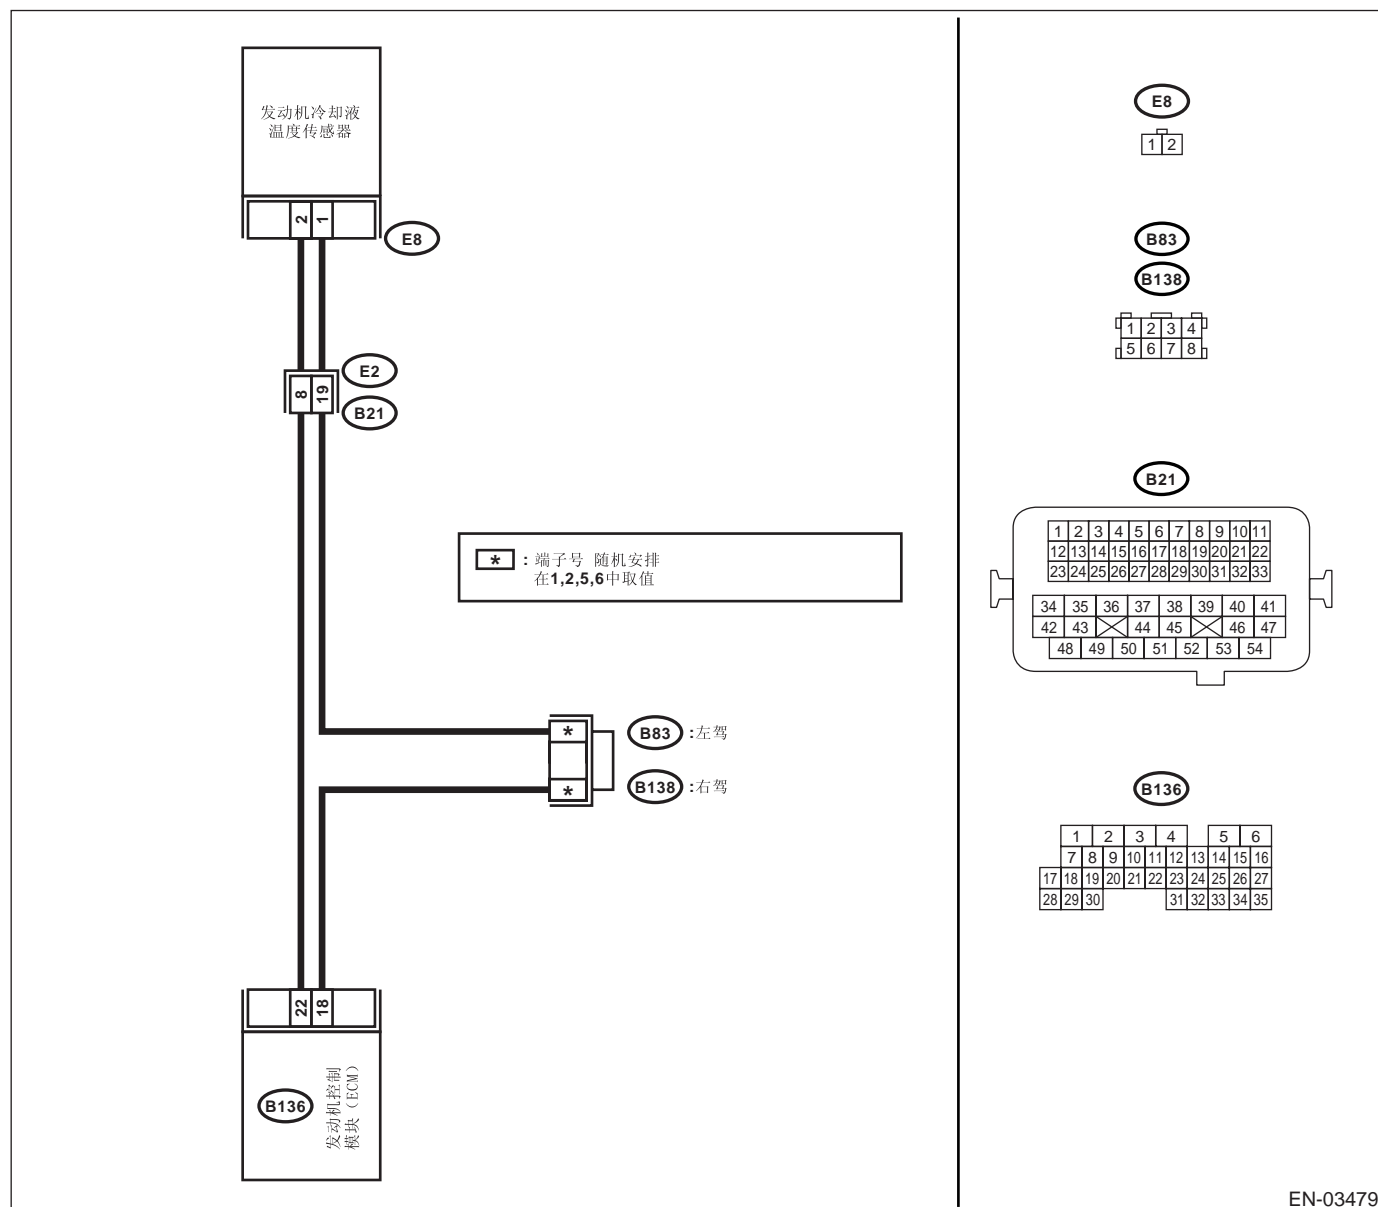 发动机冷却液
温度传感器
2 1
E8
E2
8 19
B21
* : 端子号 随机安排
在1,2,5,6中取值
* B83 :左驾
* B138 :右驾
22 18
B136
发动机控制
模块（ECM）
E8
1 2
B83
B138
1 2 3 4
5 6 7 8
B21
1 2 3 4 5 6 7 8 9 10 11
12 13 14 15 16 17 18 19 20 21 22
23 24 25 26 27 28 29 30 31 32 33
34 35 36 37 38 39 40 41
42 43 44 45 46 47
48 49 50 51 52 53 54
B136
1 2 3 4 5 6
7 8 9 10 11 12 13 14 15 16
17 18 19 20 21 22 23 24 25 26 27
28 29 30 31 32 33 34 35
EN-03479